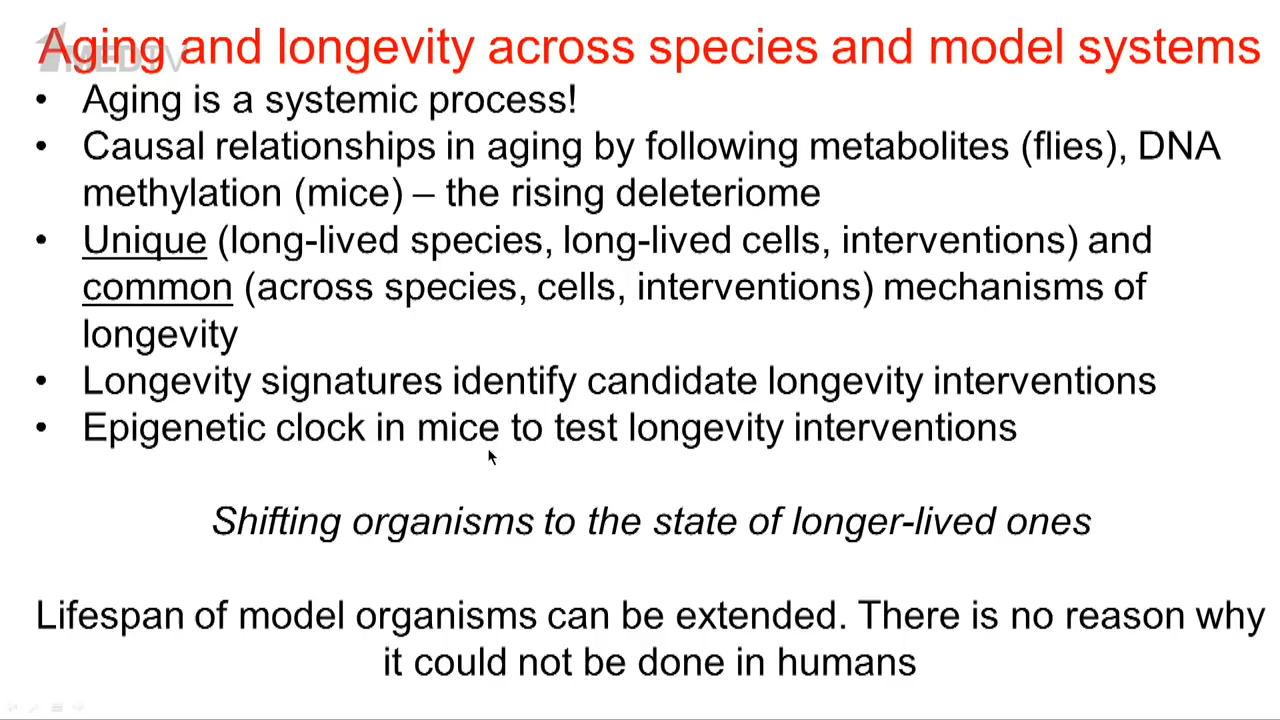 Aging and longevity across species and model systems
1MEDTV
• Aging is a systemic process!
• Causal relationships in aging by following metabolites (flies), DNA
methylation (mice) – the rising deleteriome
• Unique (long-lived species, long-lived cells, interventions) and
common (across species, cells, interventions) mechanisms of
longevity
• Longevity signatures identify candidate longevity interventions
• Epigenetic clock in mice to test longevity interventions
Shifting organisms to the state of longer-lived ones
Lifespan of model organisms can be extended. There is no reason why
it could not be done in humans